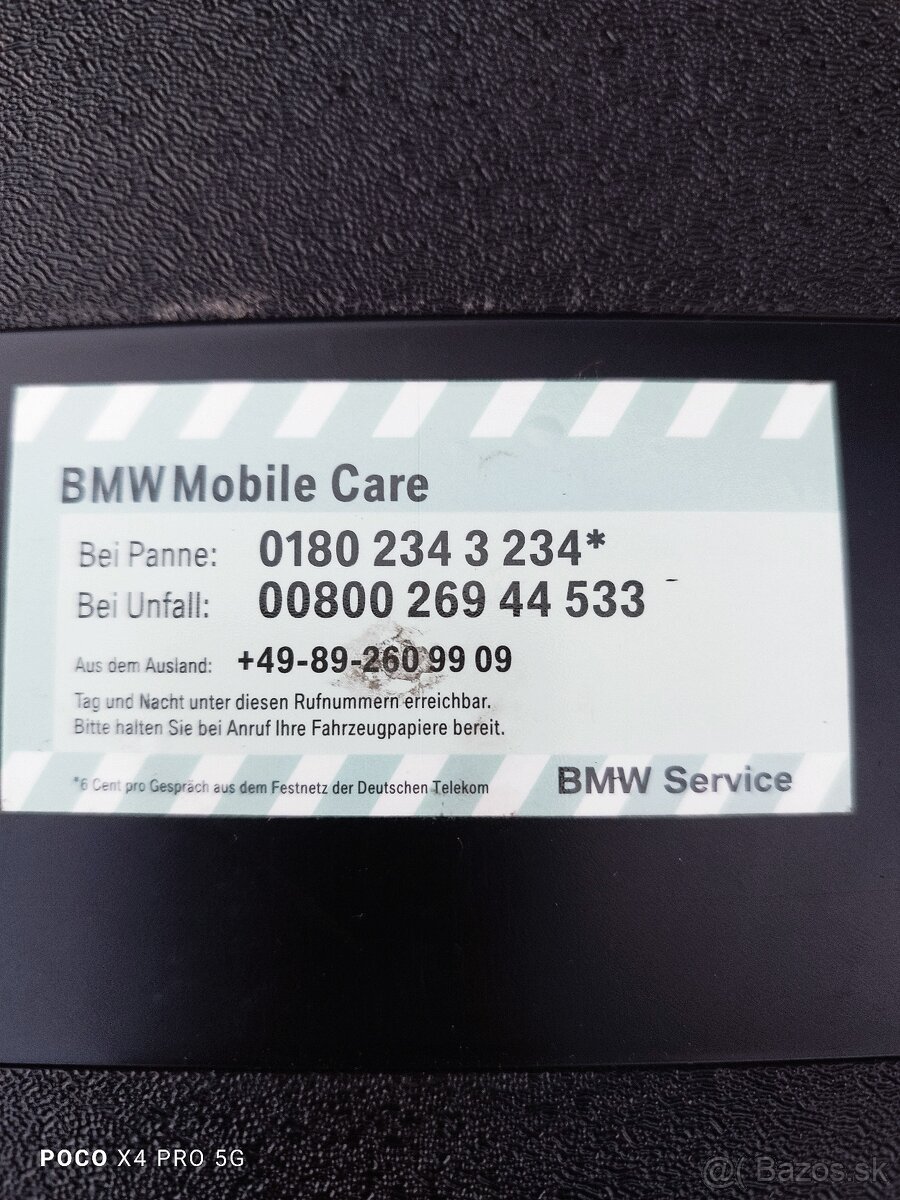 BMW Mobile Care
Bei Panne: 0180 234 3 234*
Bei Unfall: 00800 269 44 533
Aus dem Ausland: +49-89-260 99 09
Tag und Nacht unter diesen Rufnummern erreichbar.
Bitte halten Sie bei Anruf Ihre Fahrzeugpapiere bereit.
*6 Cent pro Gespräch aus dem Festnetz der Deutschen Telekom
BMW Service
POCO X4 PRO 5G
@( Bazos.sk